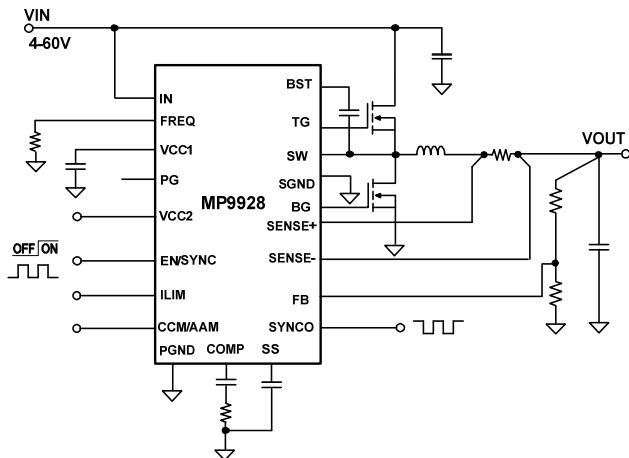 VIN
4-60V
IN
FREQ
VCC1
PG
VCC2
OFF ON
EN/SYNC
ILIM
CCM/AAM
PGND
COMP
SS
MP9928
BST
TG
SW
SGND
BG
SENSE+
SENSE-
FB
SYNCO
VOUT